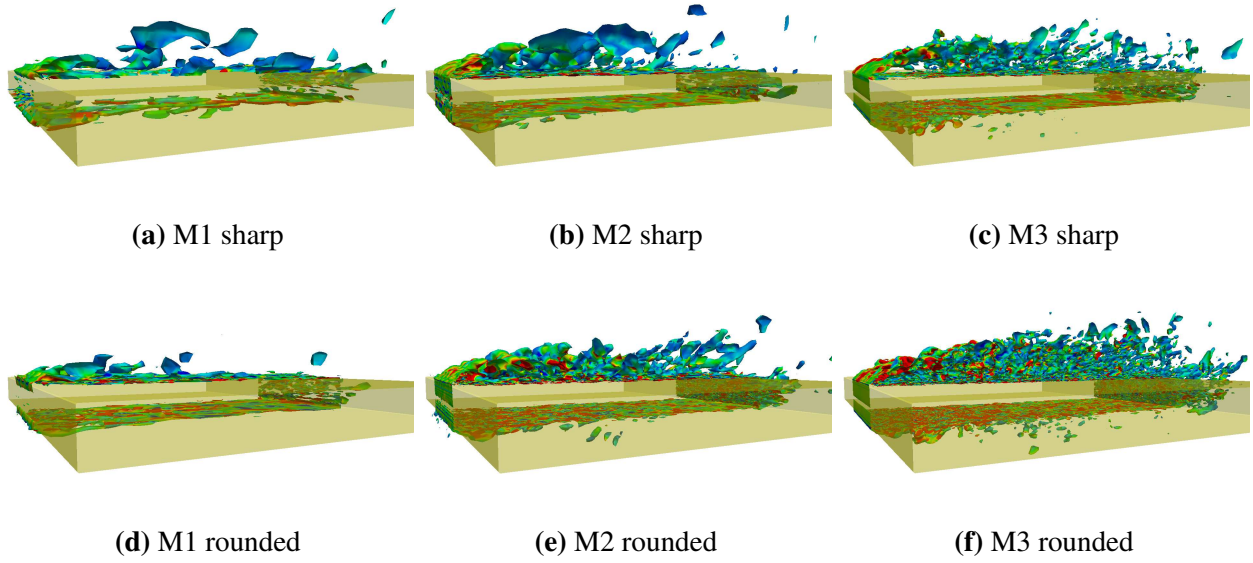 (a) M1 sharp
(b) M2 sharp
(c) M3 sharp
(d) M1 rounded
(e) M2 rounded
(f) M3 rounded